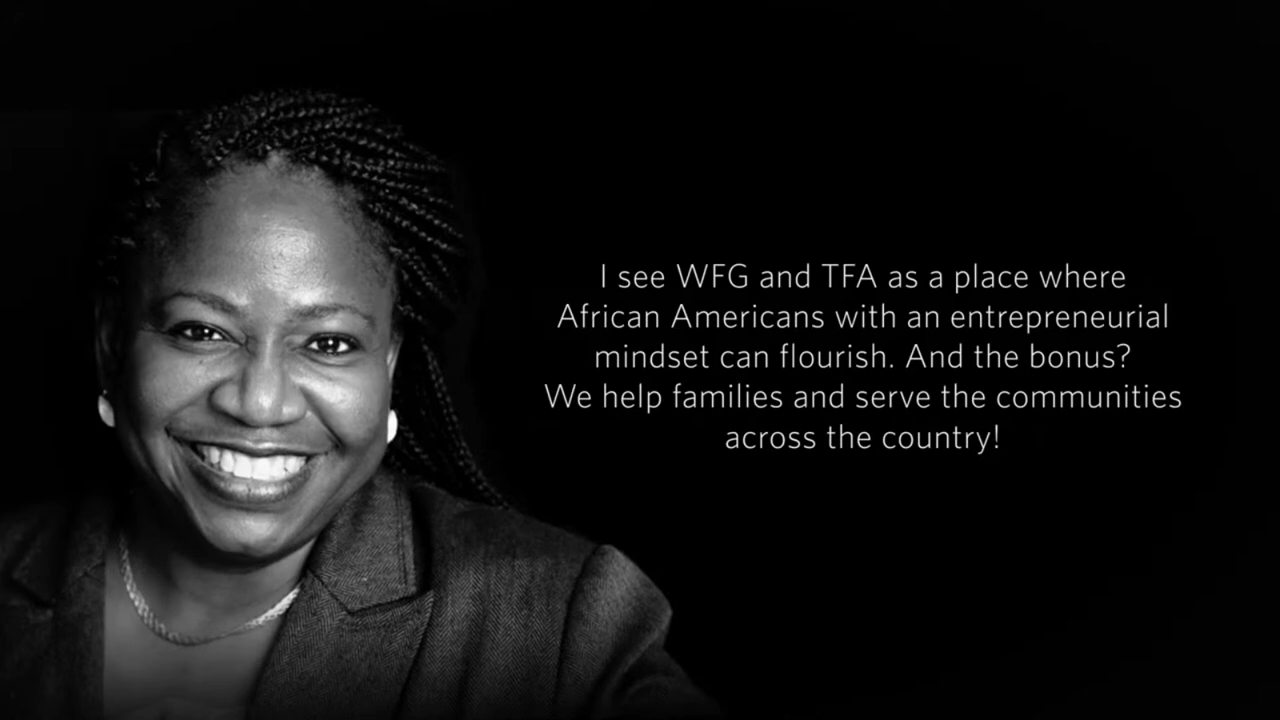 I see WFG and TFA as a place where
African Americans with an entrepreneurial
mindset can flourish. And the bonus?
We help families and serve the communities
across the country!